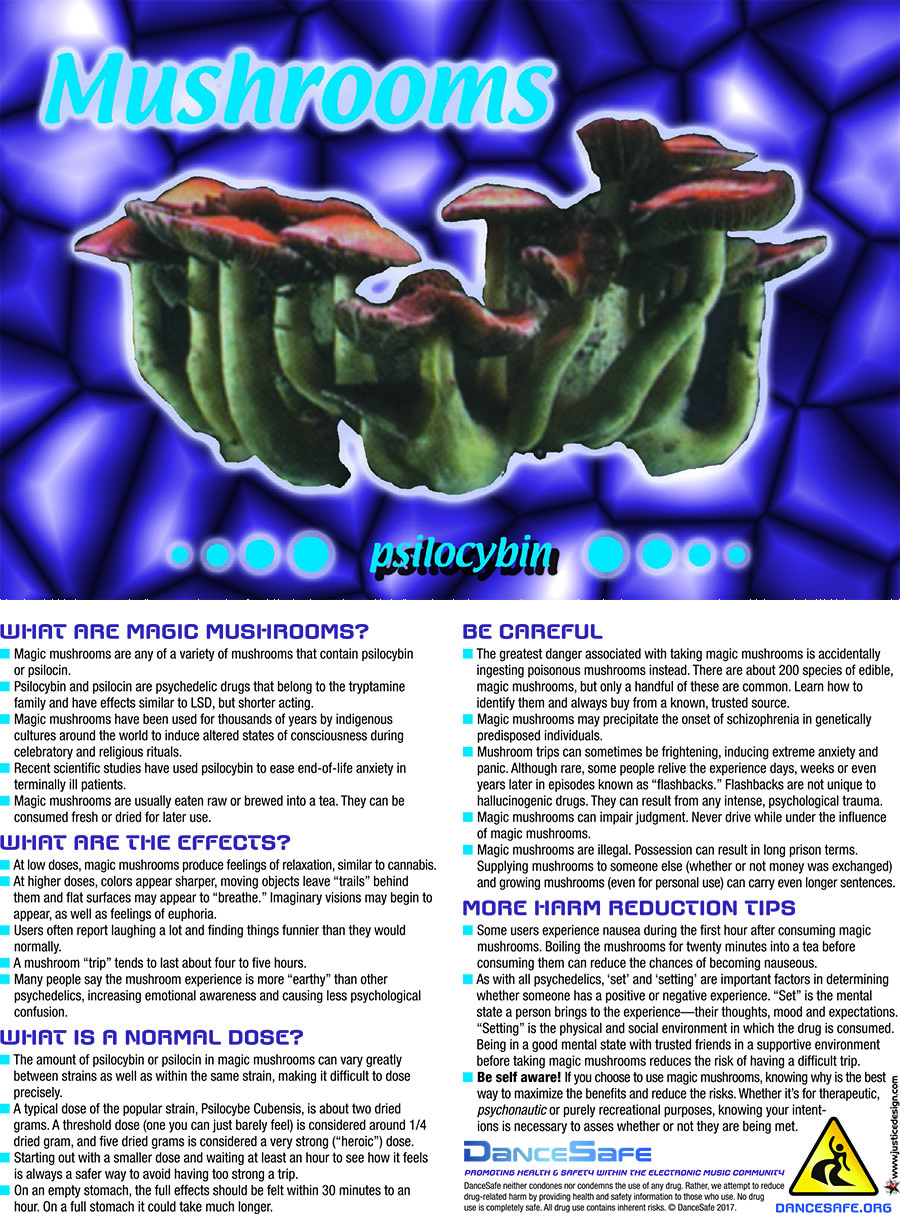 Mushrooms
psilocybin
WHAT ARE MAGIC MUSHROOMS?
Magic mushrooms are any of a variety of mushrooms that contain psilocybin
or psilocin.
Psilocybin and psilocin are psychedelic drugs that belong to the tryptamine
family and have effects similar to LSD, but shorter acting.
Magic mushrooms have been used for thousands of years by indigenous
cultures around the world to induce altered states of consciousness during
celebratory and religious rituals.
Recent scientific studies have used psilocybin to ease end-of-life anxiety in
terminally ill patients.
Magic mushrooms are usually eaten raw or brewed into a tea. They can be
consumed fresh or dried for later use.
WHAT ARE THE EFFECTS?
At low doses, magic mushrooms produce feelings of relaxation, similar to cannabis.
At higher doses, colors appear sharper, moving objects leave “trails” behind
them and flat surfaces may appear to “breathe.” Imaginary visions may begin to
appear, as well as feelings of euphoria.
Users often report laughing a lot and finding things funnier than they would
normally.
A mushroom “trip” tends to last about four to five hours.
Many people say the mushroom experience is more “earthy” than other
psychedelics, increasing emotional awareness and causing less psychological
confusion.
WHAT IS A NORMAL DOSE?
The amount of psilocybin or psilocin in magic mushrooms can vary greatly
between strains as well as within the same strain, making it difficult to dose
precisely.
A typical dose of the popular strain, Psilocybe Cubensis, is about two dried
grams. A threshold dose (one you can just barely feel) is considered around 1/4
dried gram, and five dried grams is considered a very strong (“heroic”) dose.
Starting out with a smaller dose and waiting at least an hour to see how it feels
is always a safer way to avoid having too strong a trip.
On an empty stomach, the full effects should be felt within 30 minutes to an
hour. On a full stomach it could take much longer.
BE CAREFUL
The greatest danger associated with taking magic mushrooms is accidentally
ingesting poisonous mushrooms instead. There are about 200 species of edible,
magic mushrooms, but only a handful of these are common. Learn how to
identify them and always buy from a known, trusted source.
Magic mushrooms may precipitate the onset of schizophrenia in genetically
predisposed individuals.
Mushroom trips can sometimes be frightening, inducing extreme anxiety and
panic. Although rare, some people relive the experience days, weeks or even
years later in episodes known as “flashbacks.” Flashbacks are not unique to
hallucinogenic drugs. They can result from any intense, psychological trauma.
Magic mushrooms can impair judgment. Never drive while under the influence
of magic mushrooms.
Magic mushrooms are illegal. Possession can result in long prison terms.
Supplying mushrooms to someone else (whether or not money was exchanged)
and growing mushrooms (even for personal use) can carry even longer sentences.
MORE HARM REDUCTION TIPS
Some users experience nausea during the first hour after consuming magic
mushrooms. Boiling the mushrooms for twenty minutes into a tea before
consuming them can reduce the chances of becoming nauseous.
As with all psychedelics, ‘set’ and ‘setting’ are important factors in determining
whether someone has a positive or negative experience. “Set” is the mental
state a person brings to the experience—their thoughts, mood and expectations.
“Setting” is the physical and social environment in which the drug is consumed.
Being in a good mental state with trusted friends in a supportive environment
before taking magic mushrooms reduces the risk of having a difficult trip.
Be self aware! If you choose to use magic mushrooms, knowing why is the best
way to maximize the benefits and reduce the risks. Whether it’s for therapeutic,
psychonautic or purely recreational purposes, knowing your intent-
ions is necessary to asses whether or not they are being met.
DANCESAFE
PROMOTING HEALTH & SAFETY WITHIN THE ELECTRONIC MUSIC COMMUNITY
DanceSafe neither condones nor condemns the use of any drug. Rather, we attempt to reduce
drug-related harm by providing health and safety information to those who use. No drug
use is completely safe. All drug use contains inherent risks. © DanceSafe 2017.
DANCESAFE.ORG
www.justicedesign.com